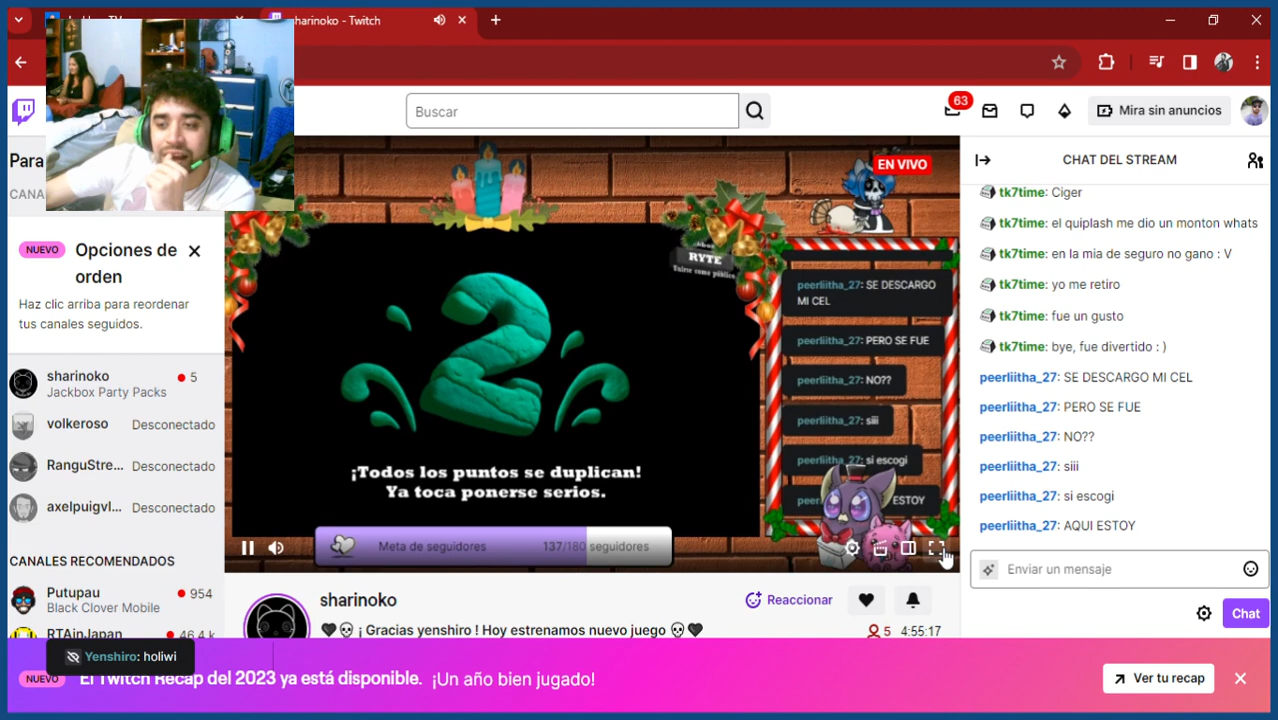 sharinoko - Twitch
Buscar
63
Mira sin anuncios
Para
CANA
NUEVO
Opciones de
orden
Haz clic arriba para reordenar
tus canales seguidos.
sharinoko
5
Jackbox Party Packs
volkeroso
Desconectado
RanguStre...
Desconectado
axelpuigvl...
Desconectado
CANALES RECOMENDADOS
Putupau
954
Black Clover Mobile
RTAinJapan
46,4 k
EN VIVO
RYTE
Unirse como público
2
¡Todos los puntos se duplican!
Ya toca ponerse serios.
peerliitha_27: SE DESCARGO
MI CEL
peerliitha_27: PERO SE FUE
peerliitha_27: NO??
peerliitha_27: siii
peerliitha_27: si escogi
peer
ESTOY
Meta de seguidores
137/180 seguidores
sharinoko
Reaccionar
¡ Gracias yenshiro ! Hoy estrenamos nuevo juego
5
4:55:17
CHAT DEL STREAM
tk7time: Ciger
tk7time: el quiplash me dio un monton whats
tk7time: en la mia de seguro no gano : V
tk7time: yo me retiro
tk7time: fue un gusto
tk7time: bye, fue divertido : )
peerliitha_27: SE DESCARGO MI CEL
peerliitha_27: PERO SE FUE
peerliitha_27: NO??
peerliitha_27: siii
peerliitha_27: si escogi
peerliitha_27: AQUI ESTOY
Enviar un mensaje
Chat
Yenshiro: holiwi
NUEVO
El Twitch Recap del 2023 ya está disponible.
¡Un año bien jugado!
Ver tu recap